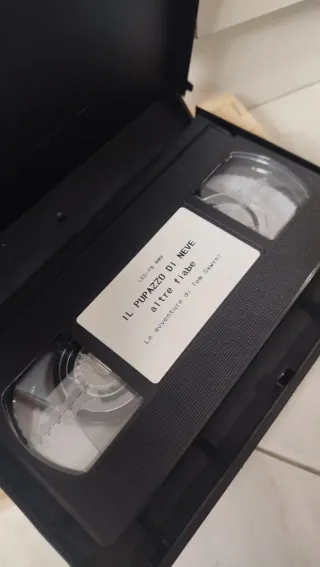 IL PUPAZZO DI NEVE
altre fiabe
Le avventure di Tom Sawyer